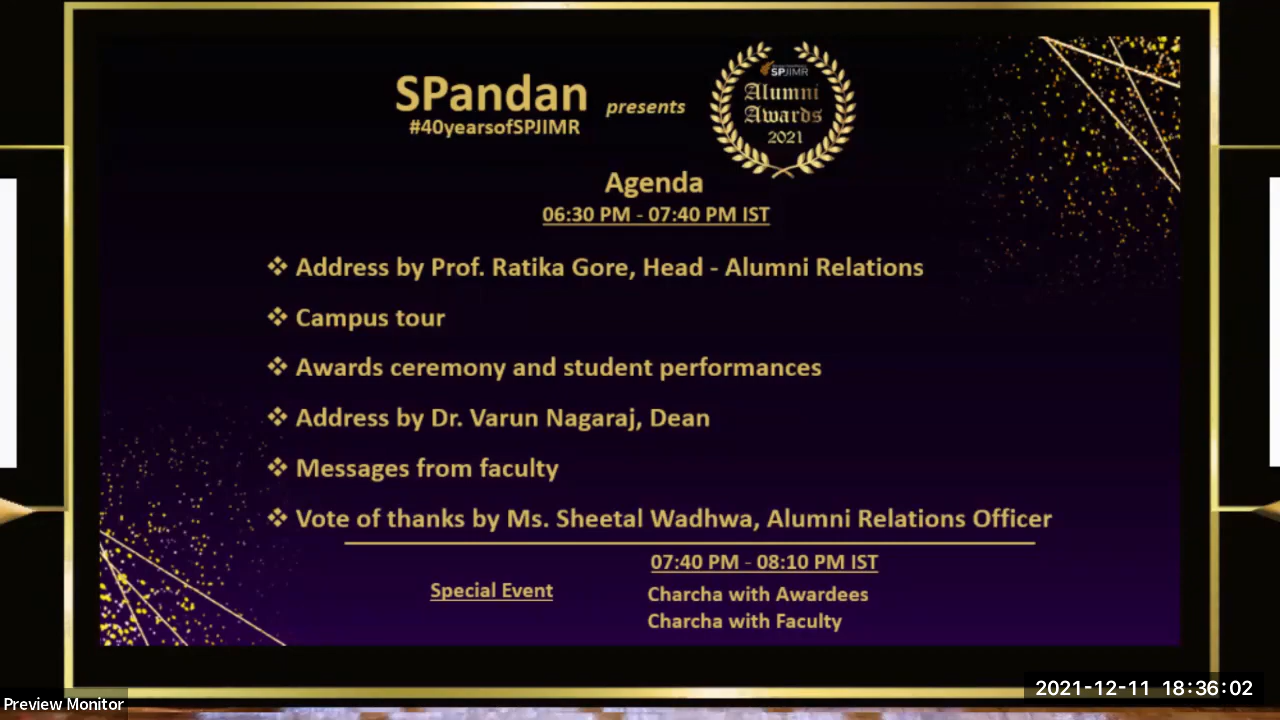 SPandan
#40yearsofSPJIMR
presents
SPJIMR
Alumni
Awards
2021
Agenda
06:30 PM - 07:40 PM IST
❖ Address by Prof. Ratika Gore, Head - Alumni Relations
❖ Campus tour
❖ Awards ceremony and student performances
❖ Address by Dr. Varun Nagaraj, Dean
❖ Messages from faculty
❖ Vote of thanks by Ms. Sheetal Wadhwa, Alumni Relations Officer
07:40 PM - 08:10 PM IST
Special Event
Charcha with Awardees
Charcha with Faculty
2021-12-11 18:36:02
Preview Monitor